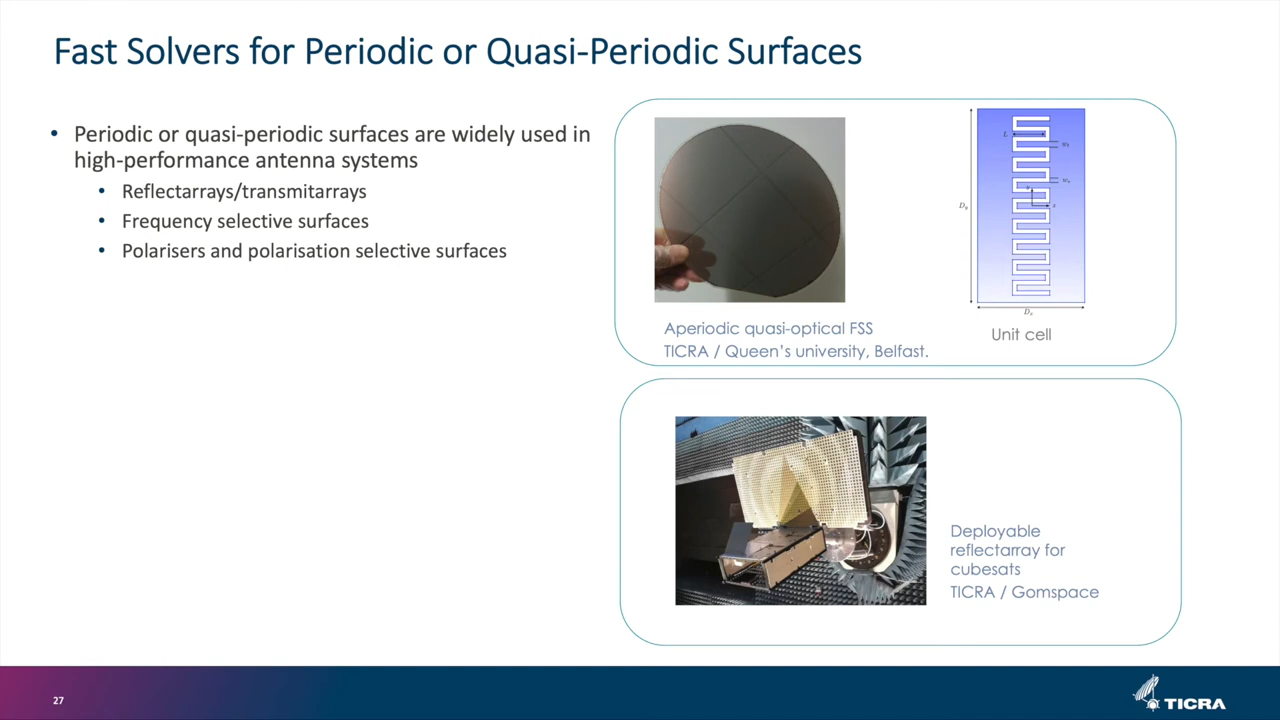 Fast Solvers for Periodic or Quasi-Periodic Surfaces
• Periodic or quasi-periodic surfaces are widely used in
high-performance antenna systems
• Reflectarrays/transmitarrays
• Frequency selective surfaces
• Polarisers and polarisation selective surfaces
L
y
x
Aperiodic quasi-optical FSS
TICRA / Queen's university, Belfast.
Unit cell
Deployable
reflectarray for
cubesats
TICRA / Gomspace
27
TICRA